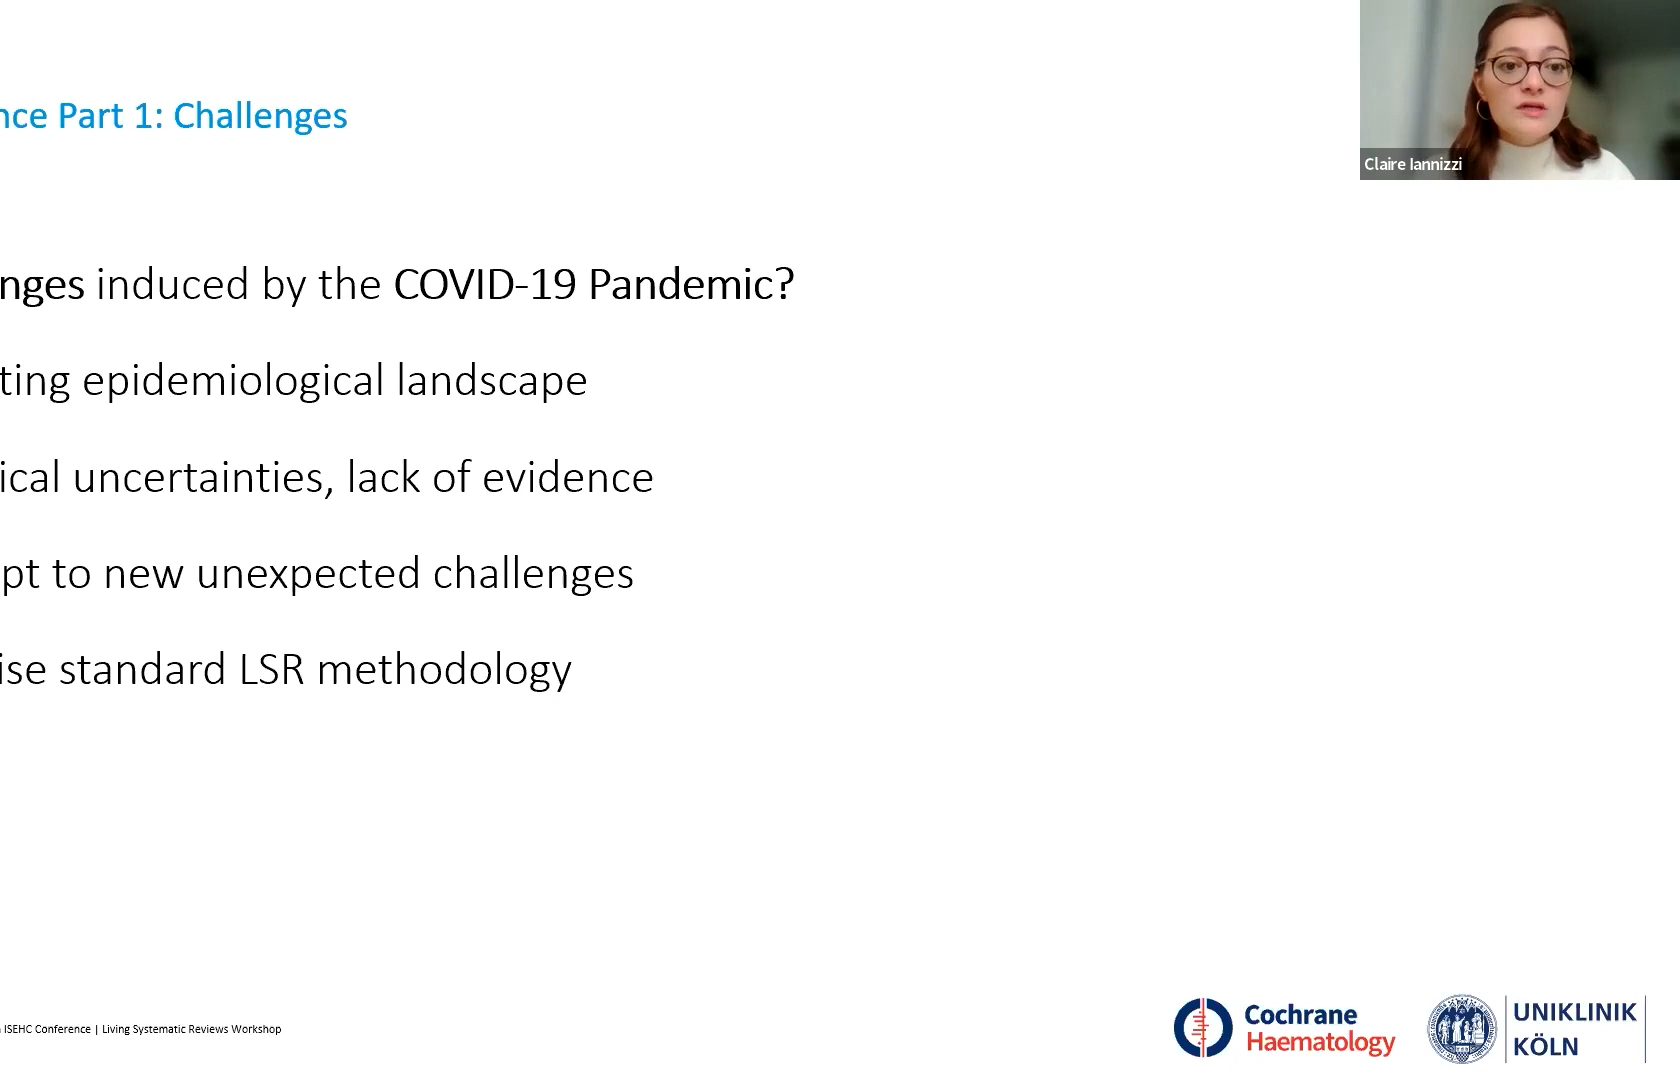 nce Part 1: Challenges
Claire Iannizzi
nges induced by the COVID-19 Pandemic?
ting epidemiological landscape
ical uncertainties, lack of evidence
pt to new unexpected challenges
ise standard LSR methodology
ISEHC Conference | Living Systematic Reviews Workshop
Cochrane
Haematology
UNIKLINIK
KÖLN